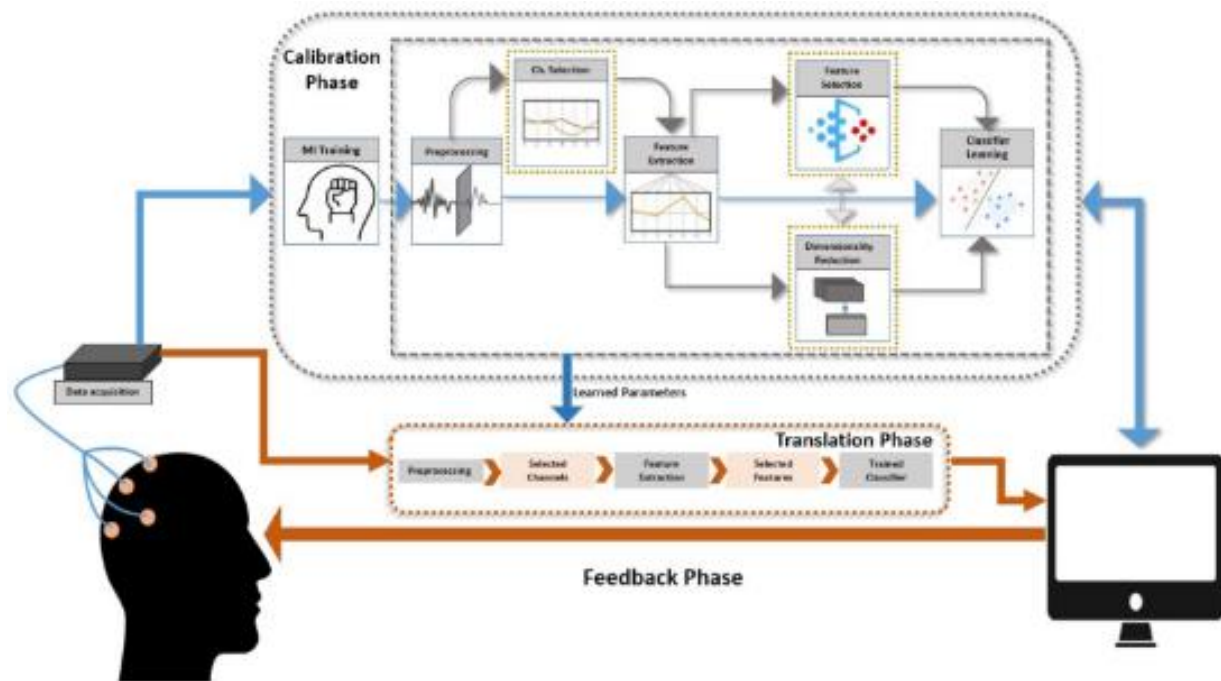 Calibration
Phase
Ch. Selection
Feature
Selection
MI Training
Preprocessing
Feature
Extraction
Classifier
Learning
Dimensionality
Reduction
Data acquisition
Learned Parameters
Translation Phase
Preprocessing
Selected
Channels
Feature
Extraction
Selected
Features
Trained
Classifier
Feedback Phase